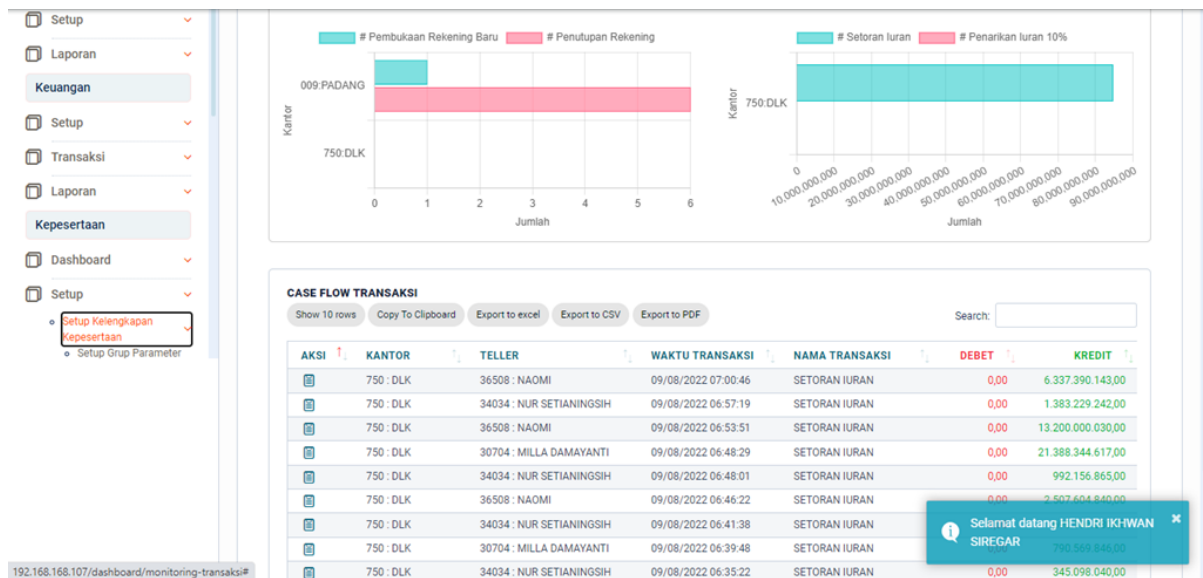 Setup
Laporan
Keuangan
Setup
Transaksi
Laporan
Kepesertaan
Dashboard
Setup
Setup Kelengkapan
Kepesertaan
Setup Grup Parameter
192.168.168.107/dashboard/monitoring-transaksi#
# Pembukaan Rekening Baru # Penutupan Rekening
Kantor
009:PADANG
750:DLK
0 1 2 3 4 5 6
Jumlah
# Setoran Iuran # Penarikan Iuran 10%
Kantor
750:DLK
0 10,000,000,000 20,000,000,000 30,000,000,000 40,000,000,000 50,000,000,000 60,000,000,000 70,000,000,000 80,000,000,000 90,000,000,000
Jumlah
CASE FLOW TRANSAKSI
Show 10 rows Copy To Clipboard Export to excel Export to CSV Export to PDF Search:
AKSI KANTOR TELLER WAKTU TRANSAKSI NAMA TRANSAKSI DEBET KREDIT
750 : DLK 36508 : NAOMI 09/08/2022 07:00:46 SETORAN IURAN 0,00 6.337.390.143,00
750 : DLK 34034 : NUR SETIANINGSIH 09/08/2022 06:57:19 SETORAN IURAN 0,00 1.383.229.242,00
750 : DLK 36508 : NAOMI 09/08/2022 06:53:51 SETORAN IURAN 0,00 13.200.000.030,00
750 : DLK 30704 : MILLA DAMAYANTI 09/08/2022 06:48:29 SETORAN IURAN 0,00 21.388.344.617,00
750 : DLK 34034 : NUR SETIANINGSIH 09/08/2022 06:48:01 SETORAN IURAN 0,00 992.156.865,00
750 : DLK 36508 : NAOMI 09/08/2022 06:46:22 SETORAN IURAN 0,00 2.507.604.840,00
750 : DLK 34034 : NUR SETIANINGSIH 09/08/2022 06:41:38 SETORAN IURAN
750 : DLK 30704 : MILLA DAMAYANTI 09/08/2022 06:39:48 SETORAN IURAN 790.569.846,00
750 : DLK 34034 : NUR SETIANINGSIH 09/08/2022 06:35:22 SETORAN IURAN 0,00 345.098.040,00
Selamat datang HENDRI IKHWAN
SIREGAR